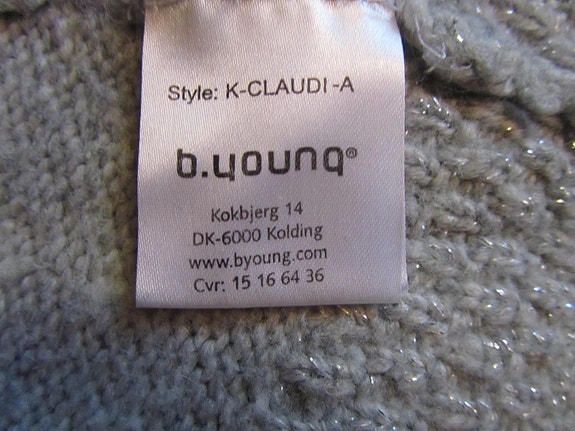 Style: K-CLAUDI-A
b.young®
Kokbjerg 14
DK-6000 Kolding
www.byoung.com
Cvr: 15 16 64 36